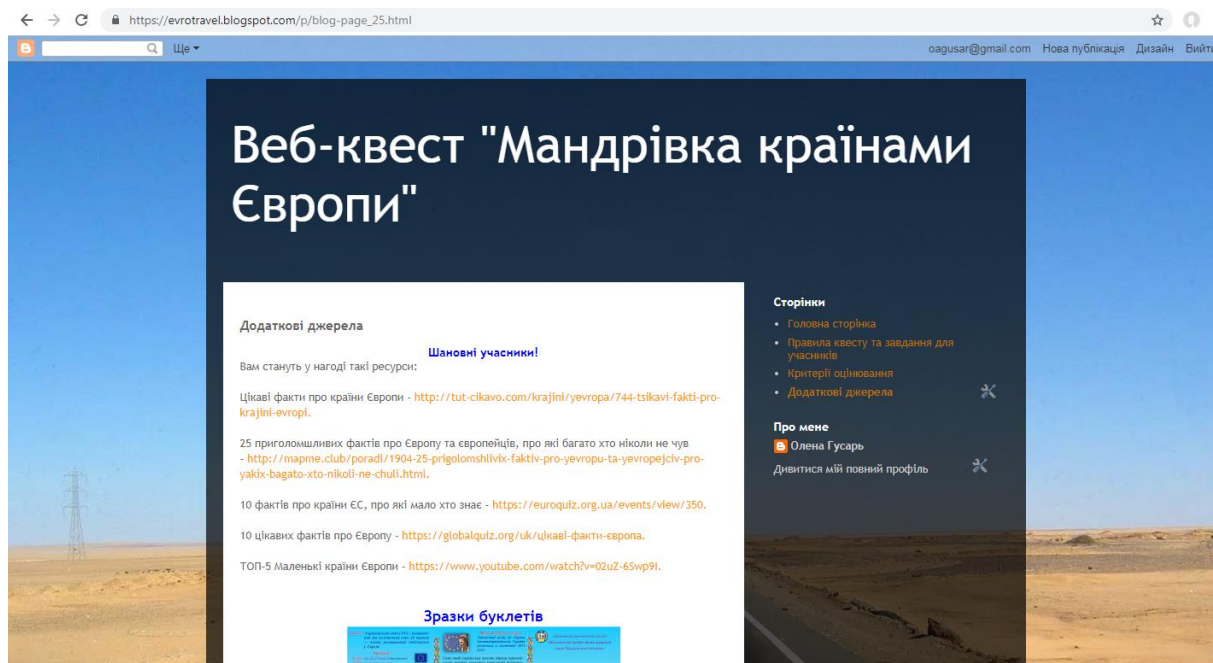 https://evrotravel.blogspot.com/p/blog-page_25.html
Ще
oagusar@gmail.com Нова публікація Дизайн Вийти
Веб-квест "Мандрівка країнами
Європи"
Додаткові джерела
Шановні учасники!
Вам стануть у нагоді такі ресурси:
Цікаві факти про країни Європи - http://tut-cikavo.com/krajini/yevropa/744-tsikavi-fakti-pro-
krajini-evropi.
25 приголомшливих фактів про Європу та європейців, про які багато хто ніколи не чув
- http://mapme.club/poradi/1904-25-prigolomshlivix-faktiv-pro-yevropu-ta-yevropejciv-pro-
yakix-bagato-xto-nikoli-ne-chuli.html.
10 фактів про країни ЄС, про які мало хто знає - https://euroquiz.org.ua/events/view/350.
10 цікавих фактів про Європу - https://globalquiz.org/uk/цікаві-факти-європа.
ТОП-5 Маленькі країни Європи - https://www.youtube.com/watch?v=02uZ-6Swp9I.
Зразки буклетів
Сторінки
Головна сторінка
Правила квесту та завдання для
учасників
Критерії оцінювання
Додаткові джерела
Про мене
Олена Гусарь
Дивитися мій повний профіль